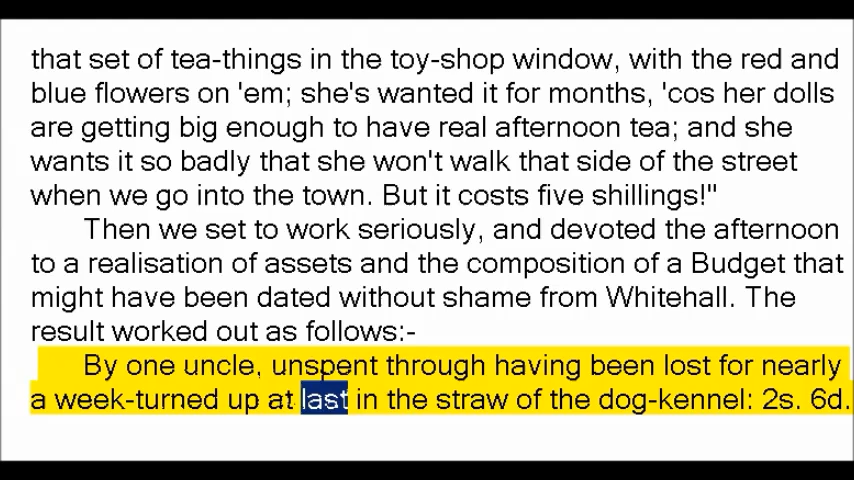 that set of tea-things in the toy-shop window, with the red and
blue flowers on 'em; she's wanted it for months, 'cos her dolls
are getting big enough to have real afternoon tea; and she
wants it so badly that she won't walk that side of the street
when we go into the town. But it costs five shillings!"
Then we set to work seriously, and devoted the afternoon
to a realisation of assets and the composition of a Budget that
might have been dated without shame from Whitehall. The
result worked out as follows:-
By one uncle, unspent through having been lost for nearly
a week-turned up at last in the straw of the dog-kennel: 2s. 6d.